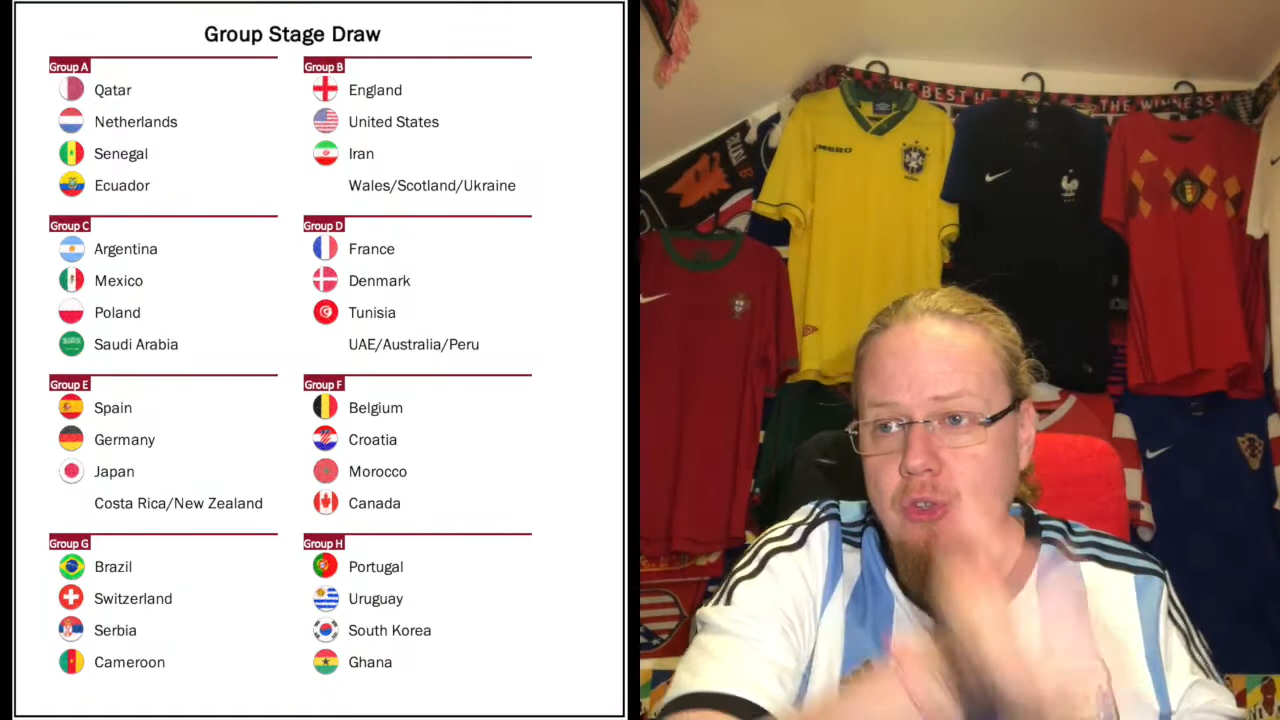 Group Stage Draw
Group A
Qatar
Netherlands
Senegal
Ecuador
Group B
England
United States
Iran
Wales/Scotland/Ukraine
Group C
Argentina
Mexico
Poland
Saudi Arabia
Group D
France
Denmark
Tunisia
UAE/Australia/Peru
Group E
Spain
Germany
Japan
Costa Rica/New Zealand
Group F
Belgium
Croatia
Morocco
Canada
Group G
Brazil
Switzerland
Serbia
Cameroon
Group H
Portugal
Uruguay
South Korea
Ghana
THE BEST
THE WINNERS
UMBRO